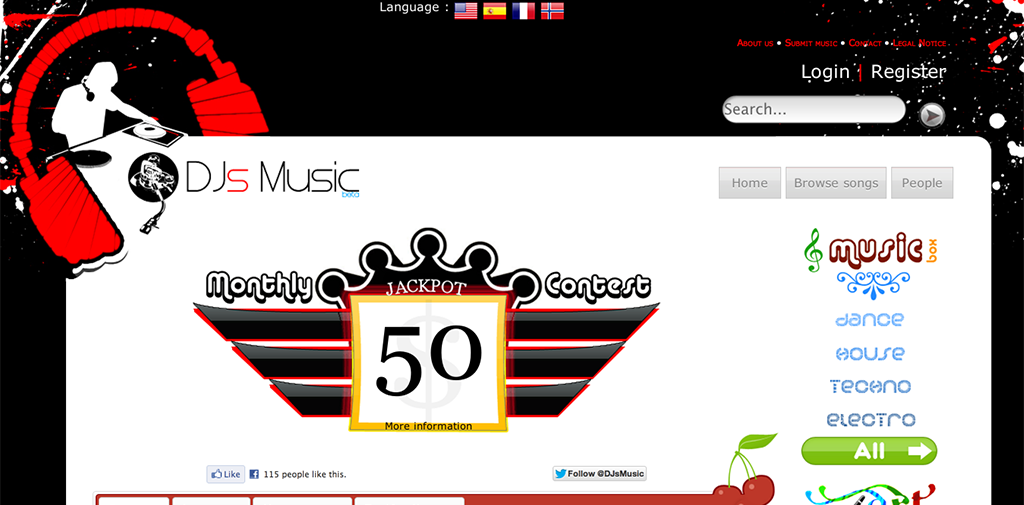 Language :
About us • Submit music • Contact • Legal Notice
Login | Register
Search...
DJs Music
beta
Home
Browse songs
People
Monthly
JACKPOT
Contest
50
More information
music box
dance
house
techno
electro
All
Like
115 people like this.
Follow @DJsMusic